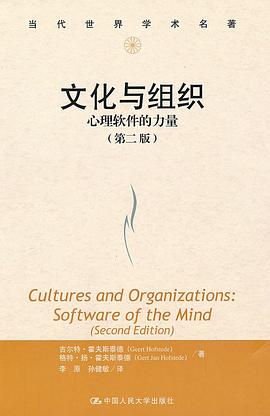 当代世界学术名著
文化与组织
心理软件的力量
（第二版）
Cultures and Organizations:
Software of the Mind
(Second Edition)
吉尔特·霍夫斯泰德（Geert Hofstede）
格特·扬·霍夫斯泰德（Gert Jan Hofstede） /著
李 原 孙健敏/译
中国人民大学出版社